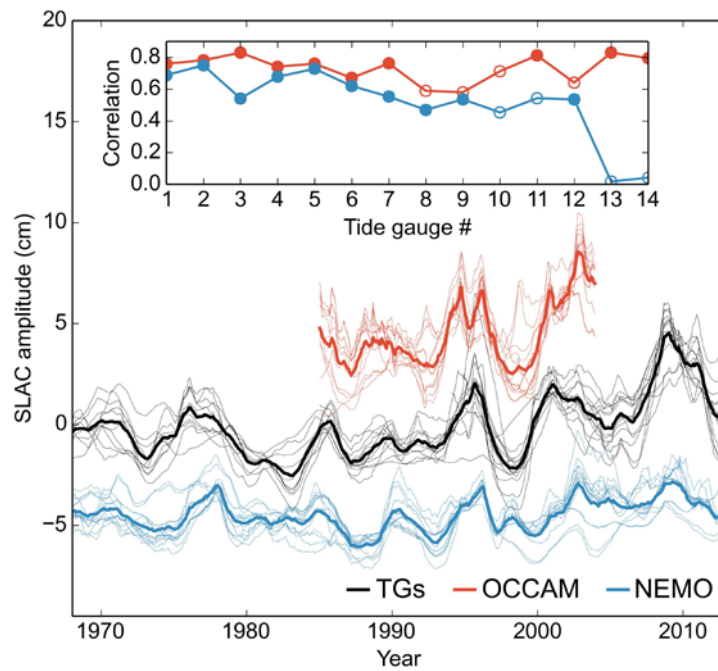 20
0.8
0.6
0.4
0.2
0.0
Correlation
1 2 3 4 5 6 7 8 9 10 11 12 13 14
Tide gauge #
15
10
5
0
−5
SLAC amplitude (cm)
TGs OCCAM NEMO
1970 1980 1990 2000 2010
Year